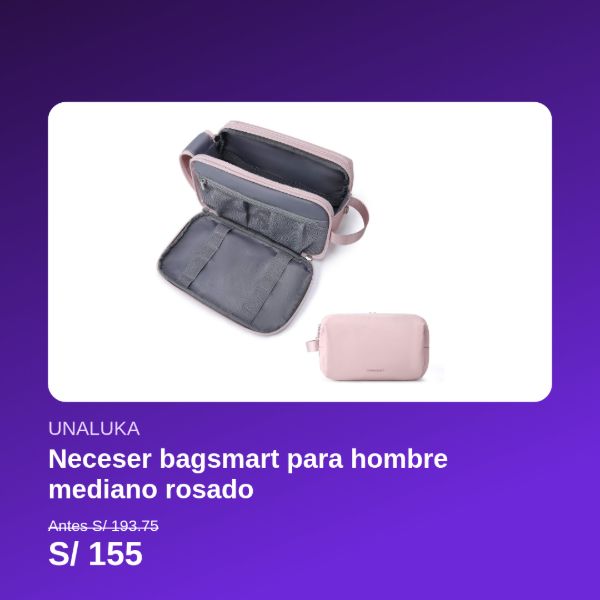 UNALUKA
Neceser bagsmart para hombre
mediano rosado
Antes S/ 193.75
S/ 155